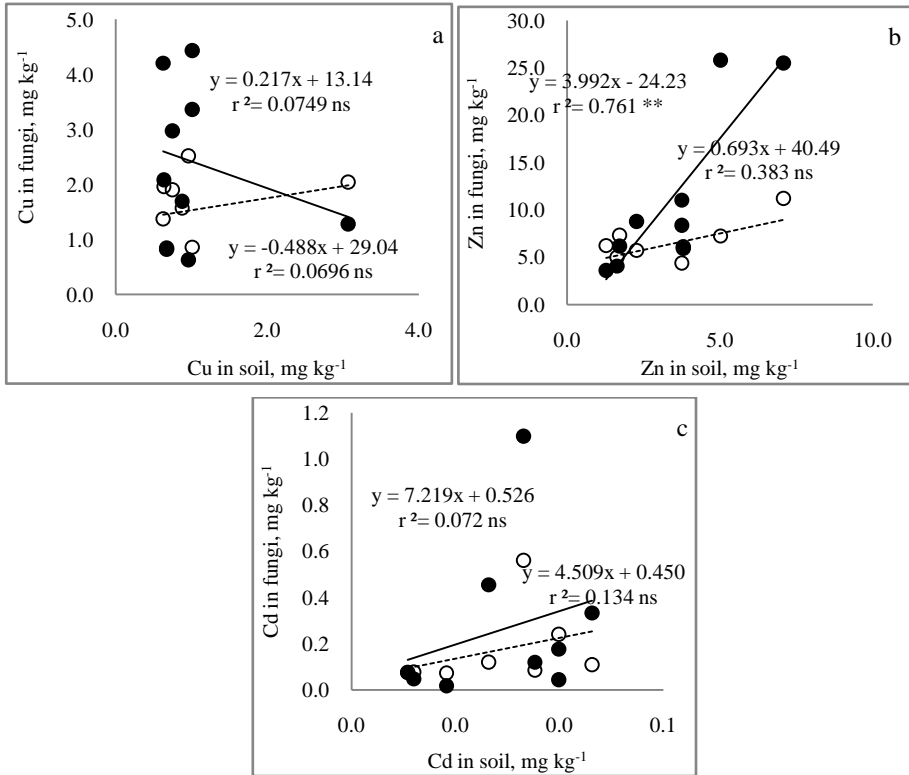 a
y = 0.217x + 13.14
r ²= 0.0749 ns
y = -0.488x + 29.04
r ²= 0.0696 ns
5.0
4.0
3.0
2.0
1.0
0.0
Cu in fungi, mg kg⁻¹
0.0 2.0 4.0
Cu in soil, mg kg⁻¹
b
y = 3.992x - 24.23
r ²= 0.761 **
y = 0.693x + 40.49
r ²= 0.383 ns
30.0
25.0
20.0
15.0
10.0
5.0
0.0
Zn in fungi, mg kg⁻¹
0.0 5.0 10.0
Zn in soil, mg kg⁻¹
c
y = 7.219x + 0.526
r ²= 0.072 ns
y = 4.509x + 0.450
r ²= 0.134 ns
1.2
1.0
0.8
0.6
0.4
0.2
0.0
Cd in fungi, mg kg⁻¹
0.0 0.0 0.0 0.1
Cd in soil, mg kg⁻¹